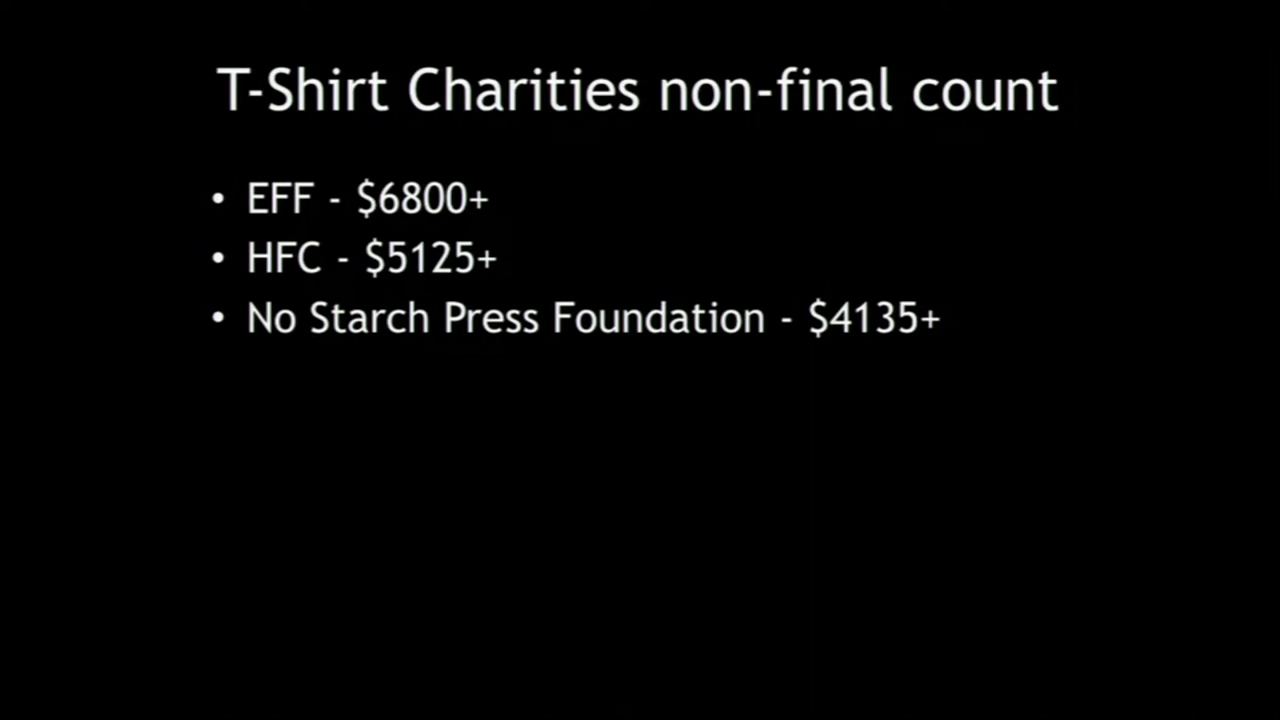 T-Shirt Charities non-final count
• EFF - $6800+
• HFC - $5125+
• No Starch Press Foundation - $4135+